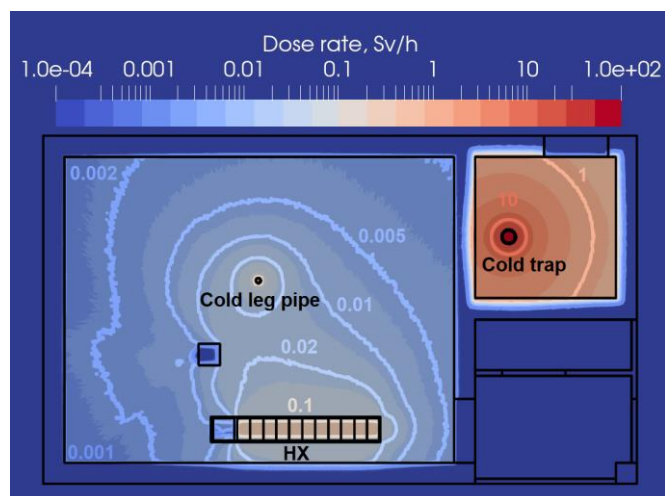 Dose rate, Sv/h
1.0e-04 0.001 0.01 0.1 1 10 1.0e+02
0.002
1
10
0.005
Cold trap
Cold leg pipe
0.01
0.02
0.1
0.001
HX